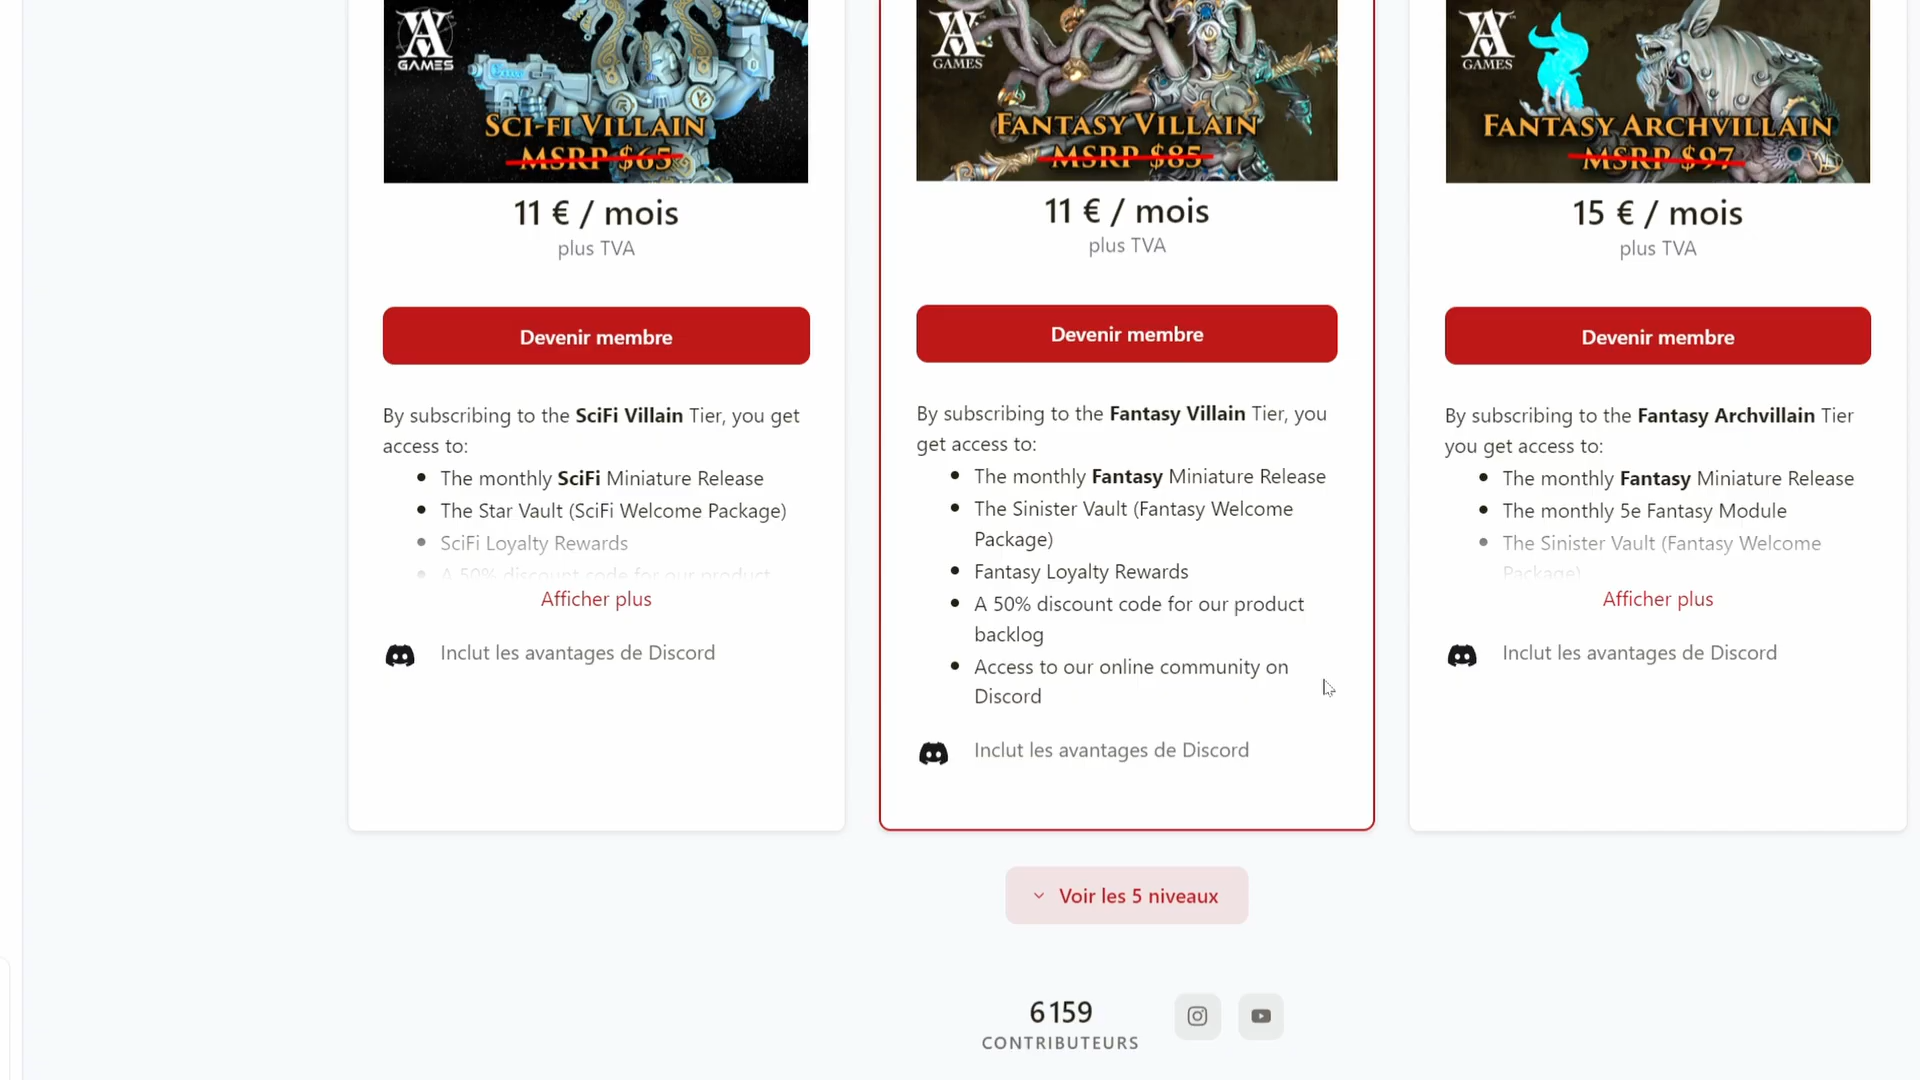 GAMES
SCI-FI VILLAIN
MSRP $65
11 € / mois
plus TVA
Devenir membre
By subscribing to the SciFi Villain Tier, you get
access to:
The monthly SciFi Miniature Release
The Star Vault (SciFi Welcome Package)
SciFi Loyalty Rewards
A 50% discount code for our product
Afficher plus
Inclut les avantages de Discord
GAMES
FANTASY VILLAIN
MSRP $85
11 € / mois
plus TVA
Devenir membre
By subscribing to the Fantasy Villain Tier, you
get access to:
The monthly Fantasy Miniature Release
The Sinister Vault (Fantasy Welcome
Package)
Fantasy Loyalty Rewards
A 50% discount code for our product
backlog
Access to our online community on
Discord
Inclut les avantages de Discord
GAMES
FANTASY ARCHVILLAIN
MSRP $97
15 € / mois
plus TVA
Devenir membre
By subscribing to the Fantasy Archvillain Tier
you get access to:
The monthly Fantasy Miniature Release
The monthly 5e Fantasy Module
The Sinister Vault (Fantasy Welcome
Package)
Afficher plus
Inclut les avantages de Discord
Voir les 5 niveaux
6 159
CONTRIBUTEURS